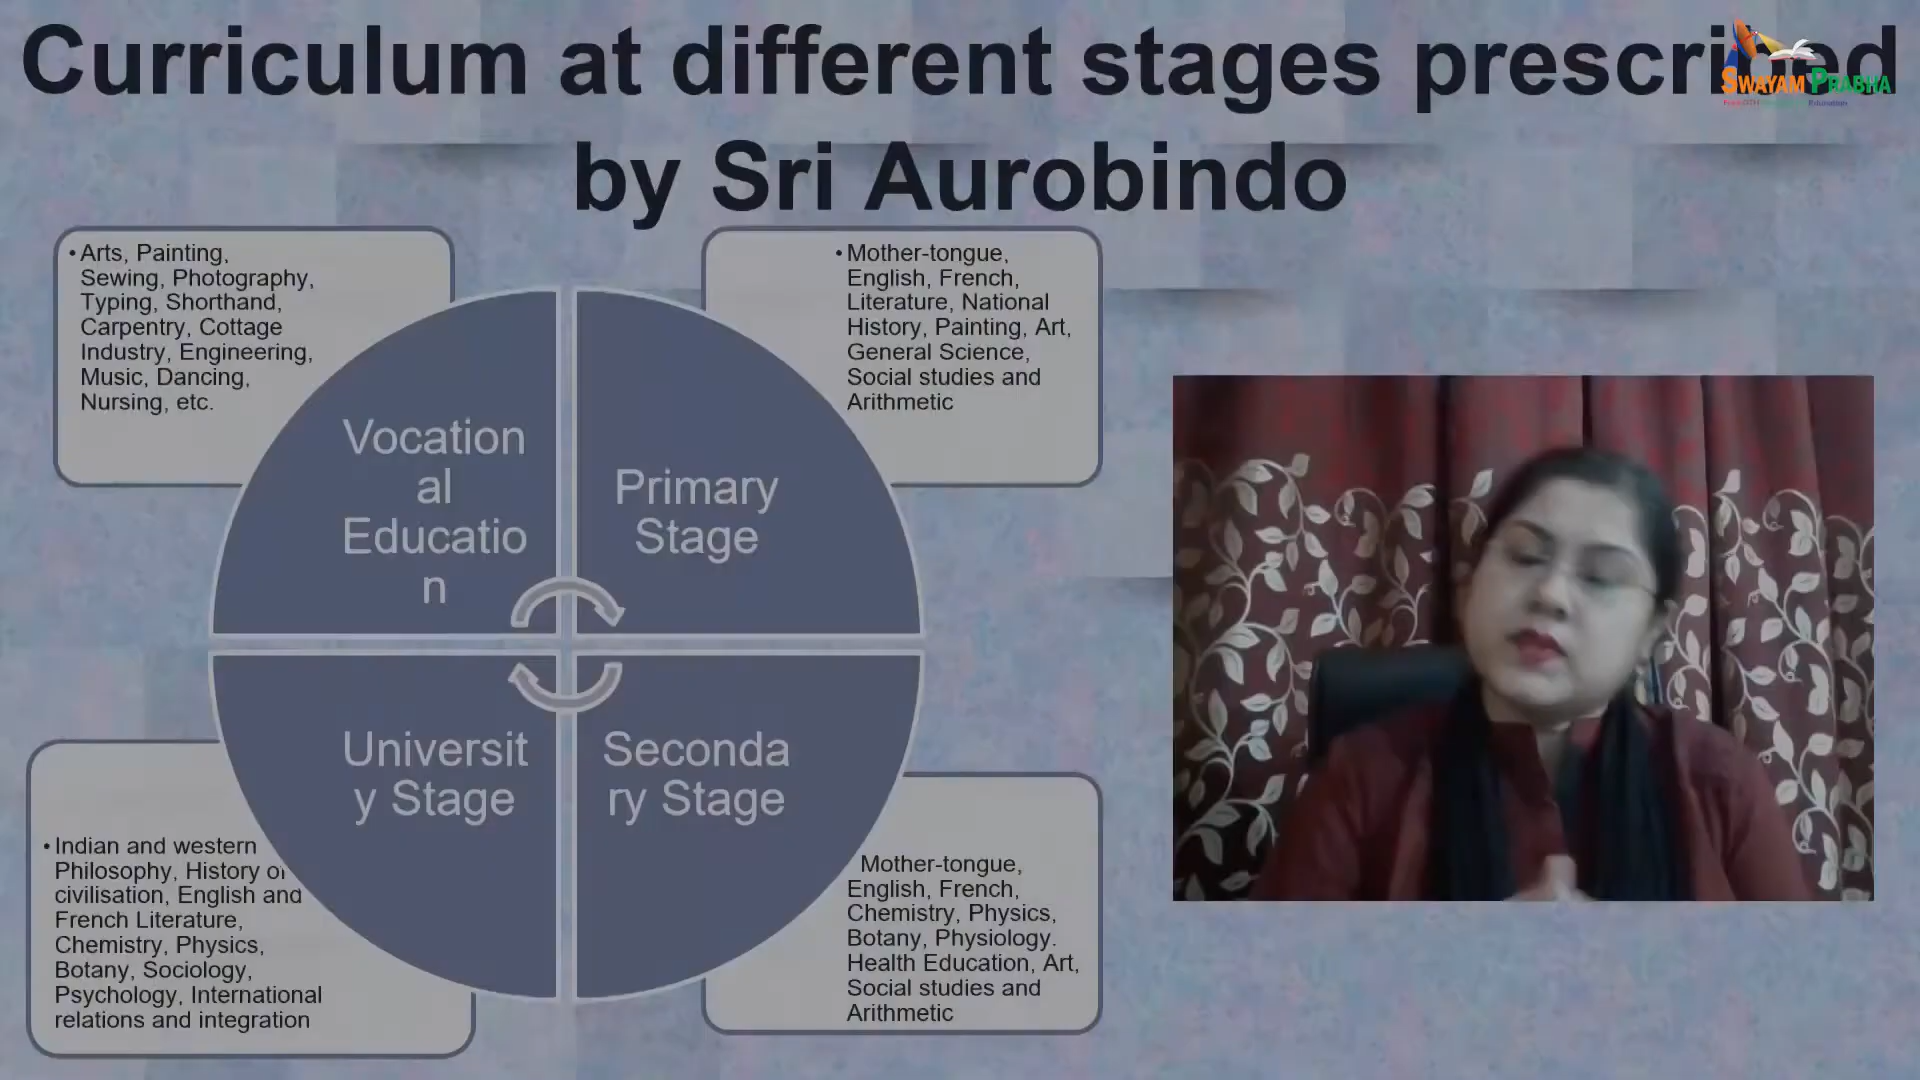 Curriculum at different stages prescribed
by Sri Aurobindo
SWAYAM PRABHA
• Arts, Painting,
Sewing, Photography,
Typing, Shorthand,
Carpentry, Cottage
Industry, Engineering,
Music, Dancing,
Nursing, etc.
• Mother-tongue,
English, French,
Literature, National
History, Painting, Art,
General Science,
Social studies and
Arithmetic
Vocation
al
Educatio
n
Primary
Stage
Universit
y Stage
Seconda
ry Stage
• Indian and western
Philosophy, History of
civilisation, English and
French Literature,
Chemistry, Physics,
Botany, Sociology,
Psychology, International
relations and integration
Mother-tongue,
English, French,
Chemistry, Physics,
Botany, Physiology.
Health Education, Art,
Social studies and
Arithmetic